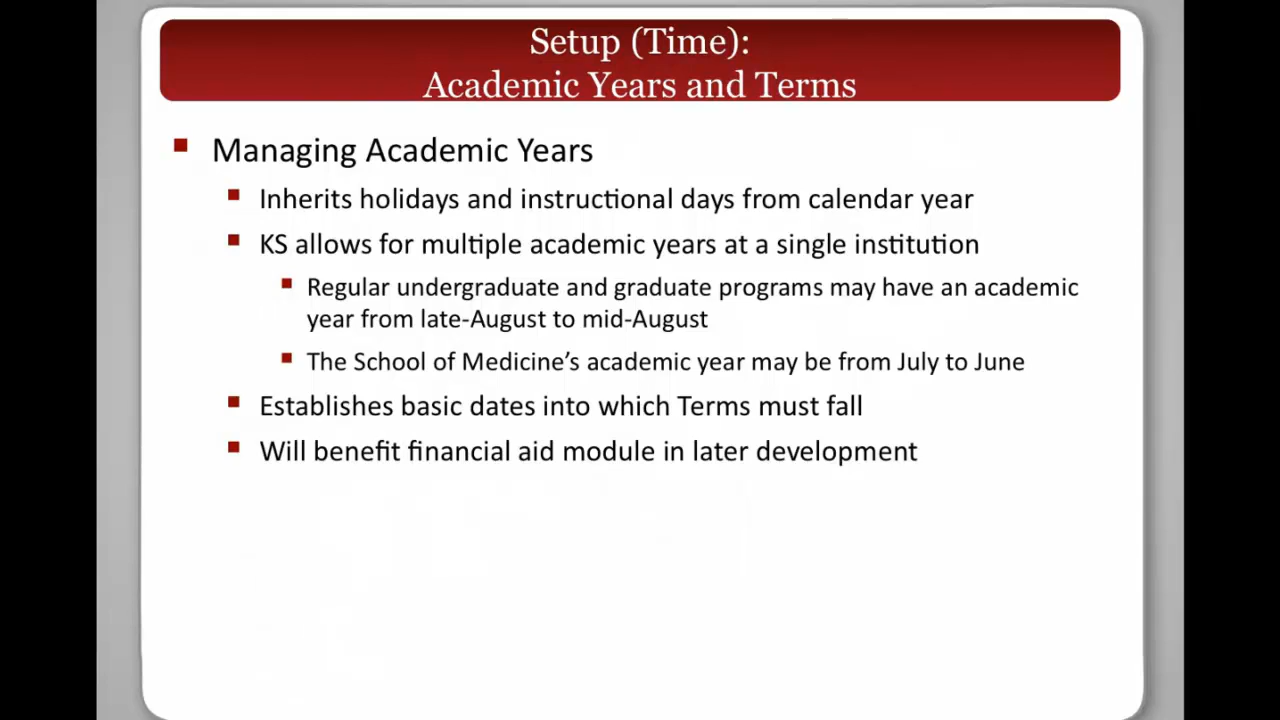 Setup (Time):
Academic Years and Terms
Managing Academic Years
Inherits holidays and instructional days from calendar year
KS allows for multiple academic years at a single institution
Regular undergraduate and graduate programs may have an academic
year from late-August to mid-August
The School of Medicine’s academic year may be from July to June
Establishes basic dates into which Terms must fall
Will benefit financial aid module in later development